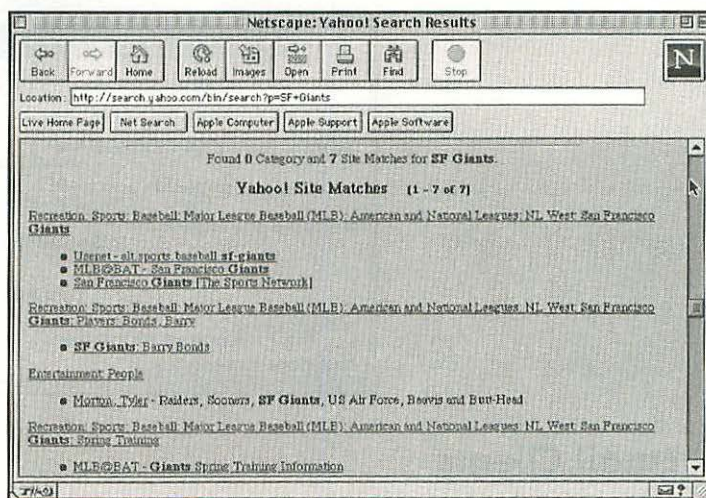 Netscape: Yahoo! Search Results
Back Forward Home Reload Images Open Print Find Stop
N
Location: http://search.yahoo.com/bin/search?p=SF+Giants
Live Home Page Net Search Apple Computer Apple Support Apple Software
Found 0 Category and 7 Site Matches for SF Giants.
Yahoo! Site Matches (1 - 7 of 7)
Recreation: Sports: Baseball: Major League Baseball (MLB): American and National Leagues: NL West: San Francisco
Giants
Usenet - alt.sports.baseball.sf-giants
MLB@BAT - San Francisco Giants
San Francisco Giants [The Sports Network]
Recreation: Sports: Baseball: Major League Baseball (MLB): American and National Leagues: NL West: San Francisco
Giants: Players: Bonds, Barry
SF Giants: Barry Bonds
Entertainment: People
Morton, Tyler - Raiders, Sooners, SF Giants, US Air Force, Beavis and Butt-Head
Recreation: Sports: Baseball: Major League Baseball (MLB): American and National Leagues: NL West: San Francisco
Giants: Spring Training
MLB@BAT - Giants Spring Training Information